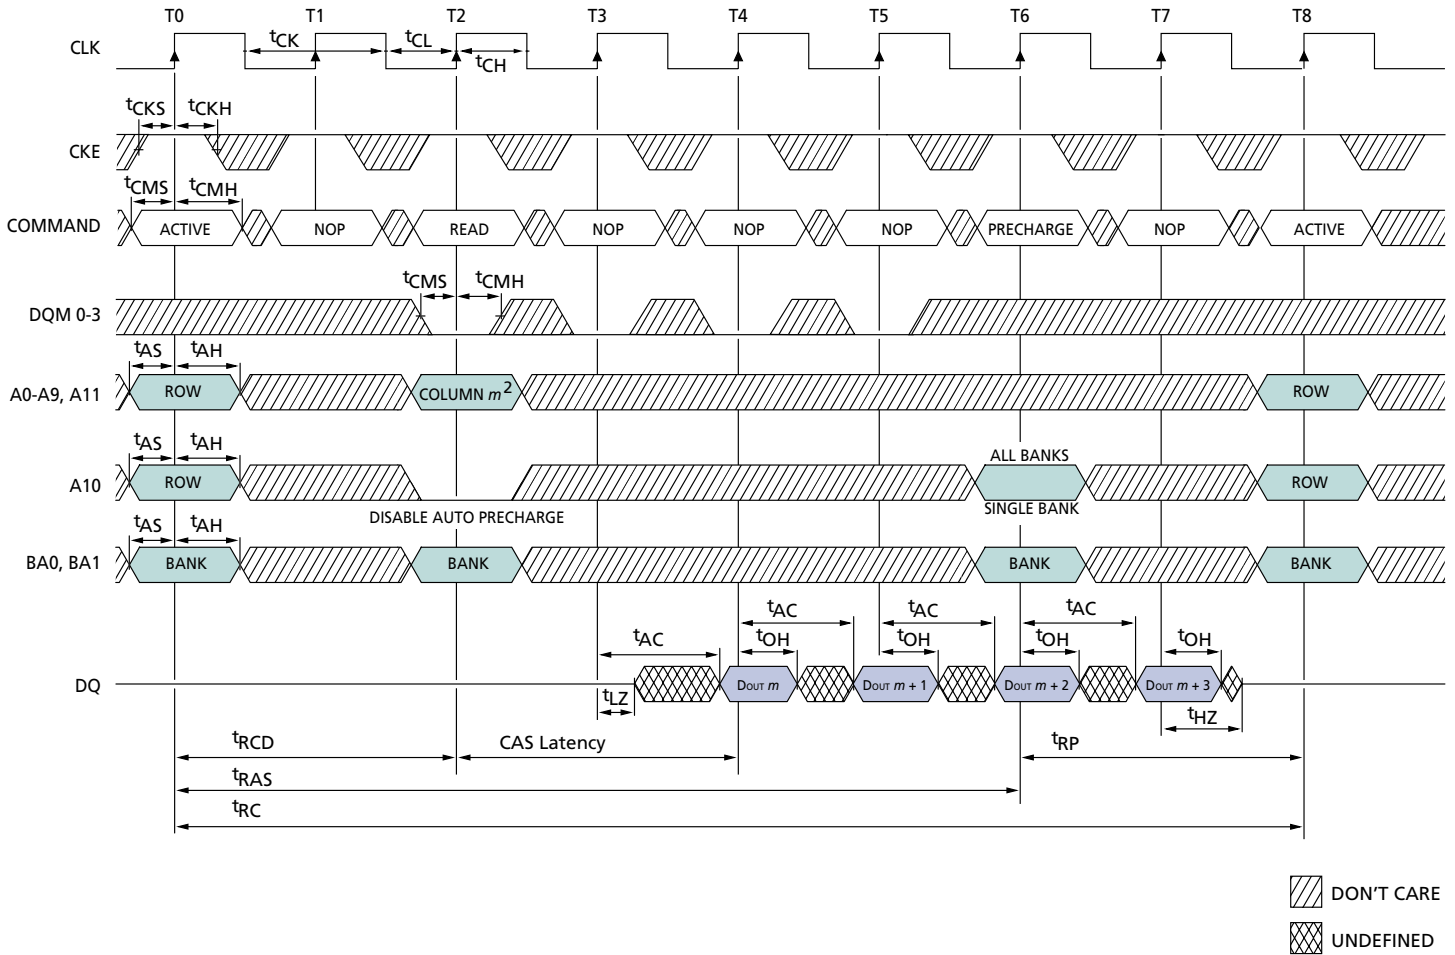 T0 T1 T2 T3 T4 T5 T6 T7 T8
CLK
tCK tCL
tCH
tCKS tCKH
CKE
tCMS tCMH
COMMAND ACTIVE NOP READ NOP NOP NOP PRECHARGE NOP ACTIVE
tCMS tCMH
DQM 0-3
tAS tAH
A0-A9, A11 ROW COLUMN m2 ROW
tAS tAH
ALL BANKS
A10 ROW ROW
DISABLE AUTO PRECHARGE SINGLE BANK
tAS tAH
BA0, BA1 BANK BANK BANK BANK
tAC tAC tAC
tAC tOH tOH tOH tOH
DQ DOUT m DOUT m + 1 DOUT m + 2 DOUT m + 3
tLZ tHZ
tRCD CAS Latency tRP
tRAS
tRC
DON'T CARE
UNDEFINED